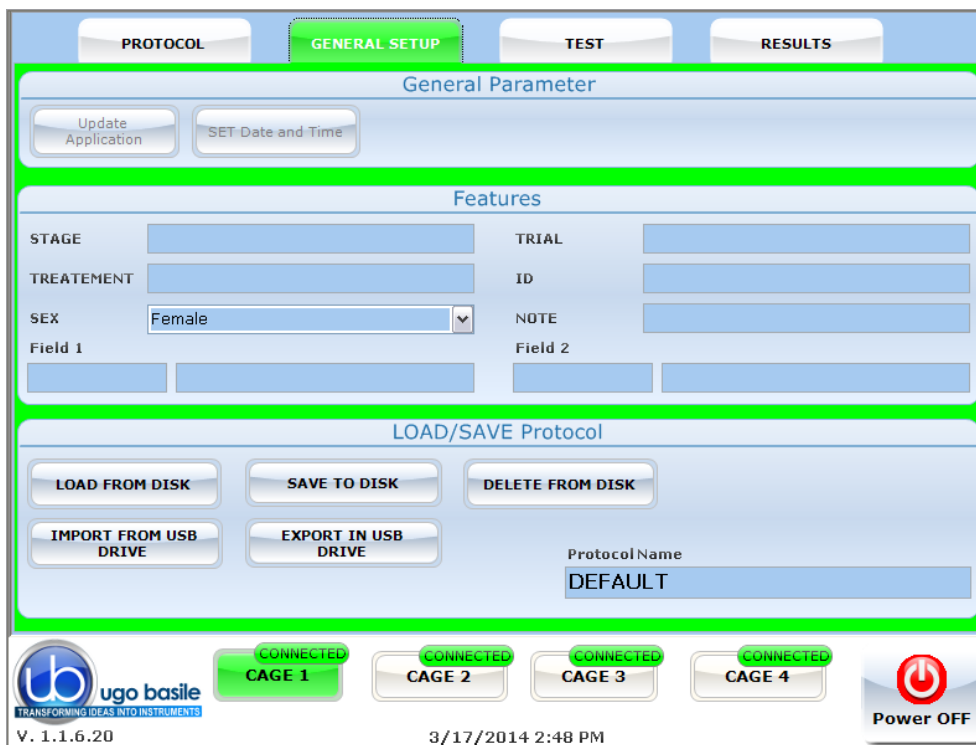 PROTOCOL GENERAL SETUP TEST RESULTS
General Parameter
Update
Application
SET Date and Time
Features
STAGE
TRIAL
TREATEMENT
ID
SEX Female
NOTE
Field 1
Field 2
LOAD/SAVE Protocol
LOAD FROM DISK
SAVE TO DISK
DELETE FROM DISK
IMPORT FROM USB
DRIVE
EXPORT IN USB
DRIVE
Protocol Name
DEFAULT
ub ugo basile
TRANSFORMING IDEAS INTO INSTRUMENTS
CONNECTED
CAGE 1
CONNECTED
CAGE 2
CONNECTED
CAGE 3
CONNECTED
CAGE 4
Power OFF
V. 1.1.6.20
3/17/2014 2:48 PM